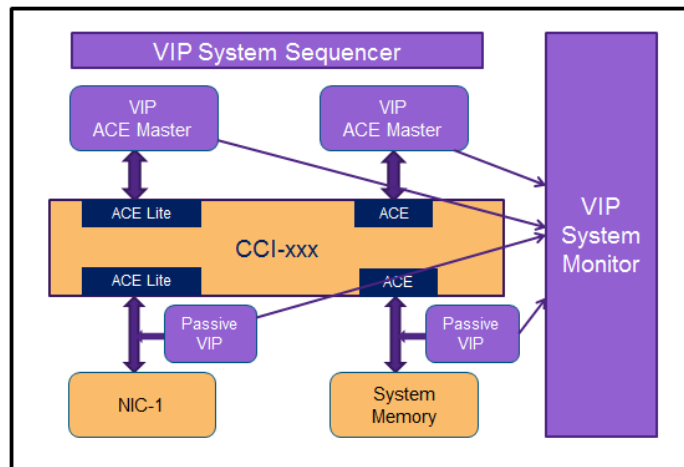 VIP System Sequencer
VIP
ACE Master
VIP
ACE Master
ACE Lite
ACE
CCI-xxx
ACE Lite
ACE
Passive
VIP
Passive
VIP
NIC-1
System
Memory
VIP
System
Monitor